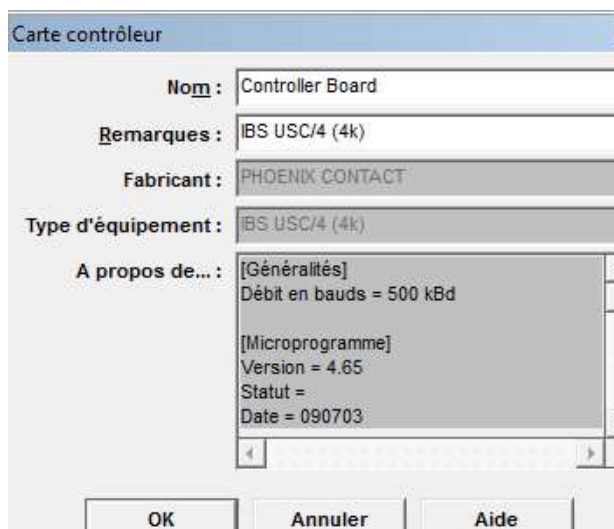 Carte contrôleur
Nom : Controller Board
Remarques : IBS USC/4 (4k)
Fabricant : PHOENIX CONTACT
Type d'équipement : IBS USC/4 (4k)
A propos de... : [Généralités]
Débit en bauds = 500 kBd
[Microprogramme]
Version = 4.65
Statut =
Date = 090703
OK Annuler Aide